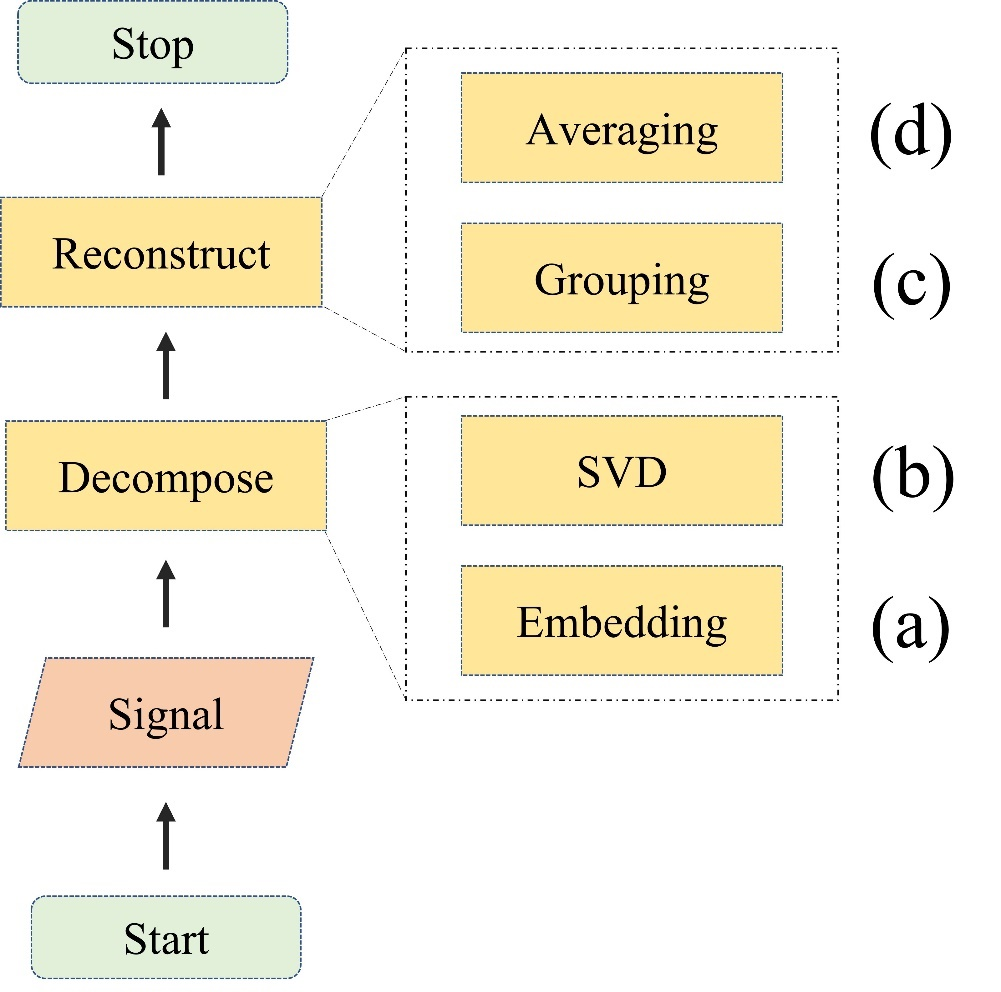 Stop
Averaging
(d)
Reconstruct
Grouping
(c)
Decompose
SVD
(b)
Embedding
(a)
Signal
Start